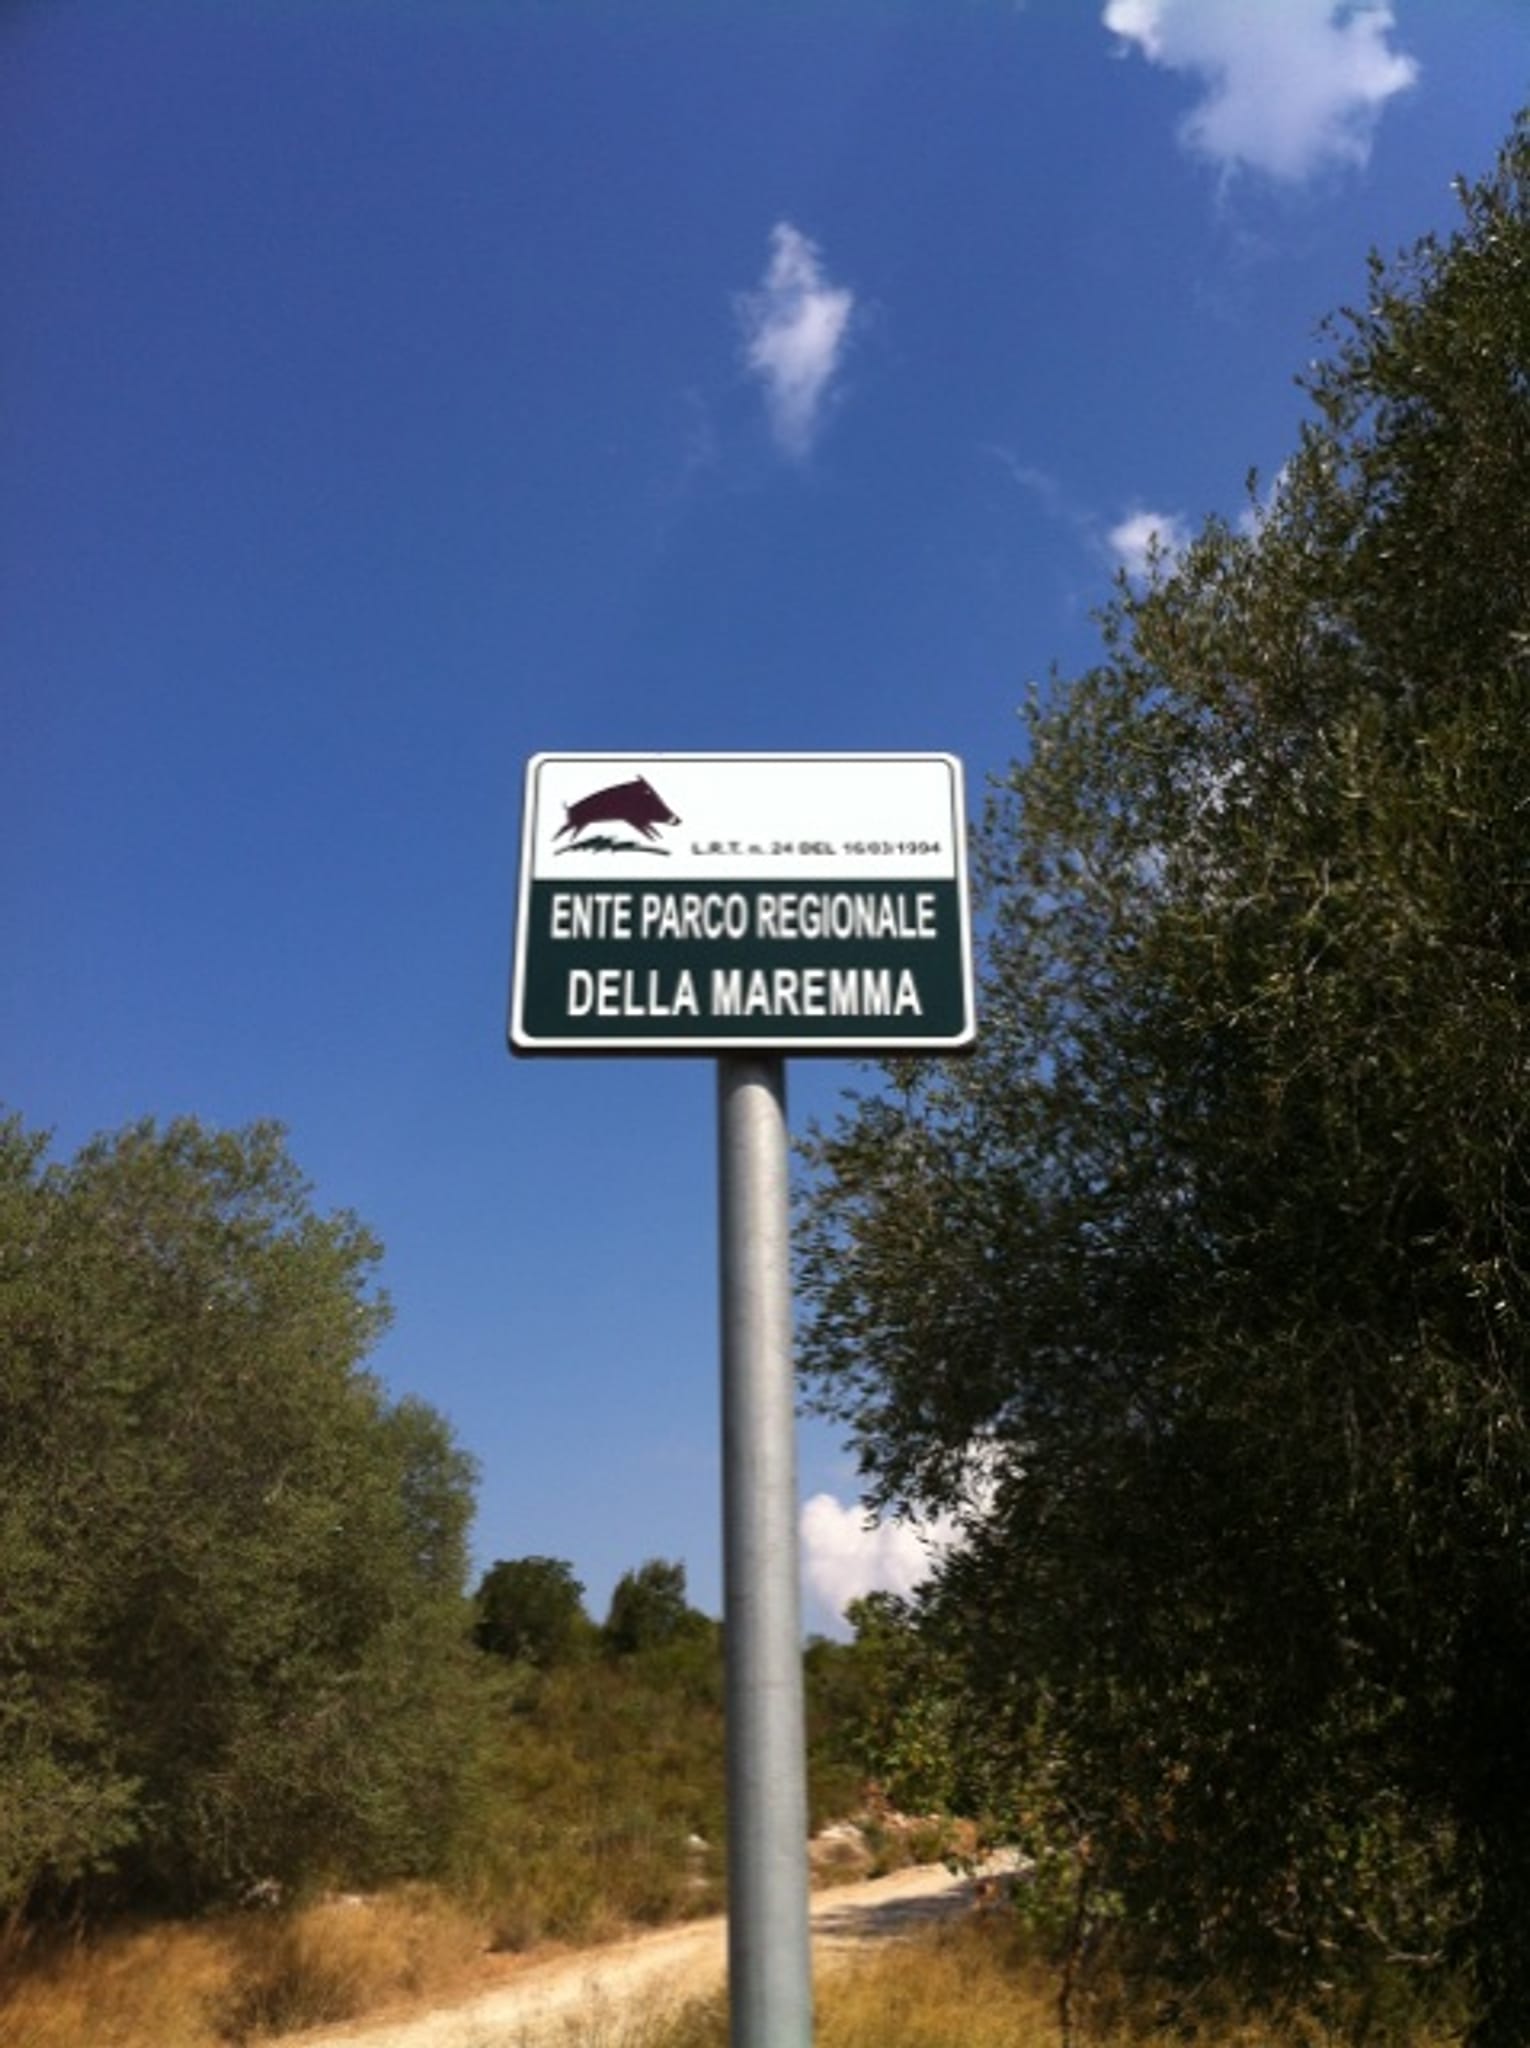 L.R.T. n. 24 DEL 16/03/1994
ENTE PARCO REGIONALE
DELLA MAREMMA